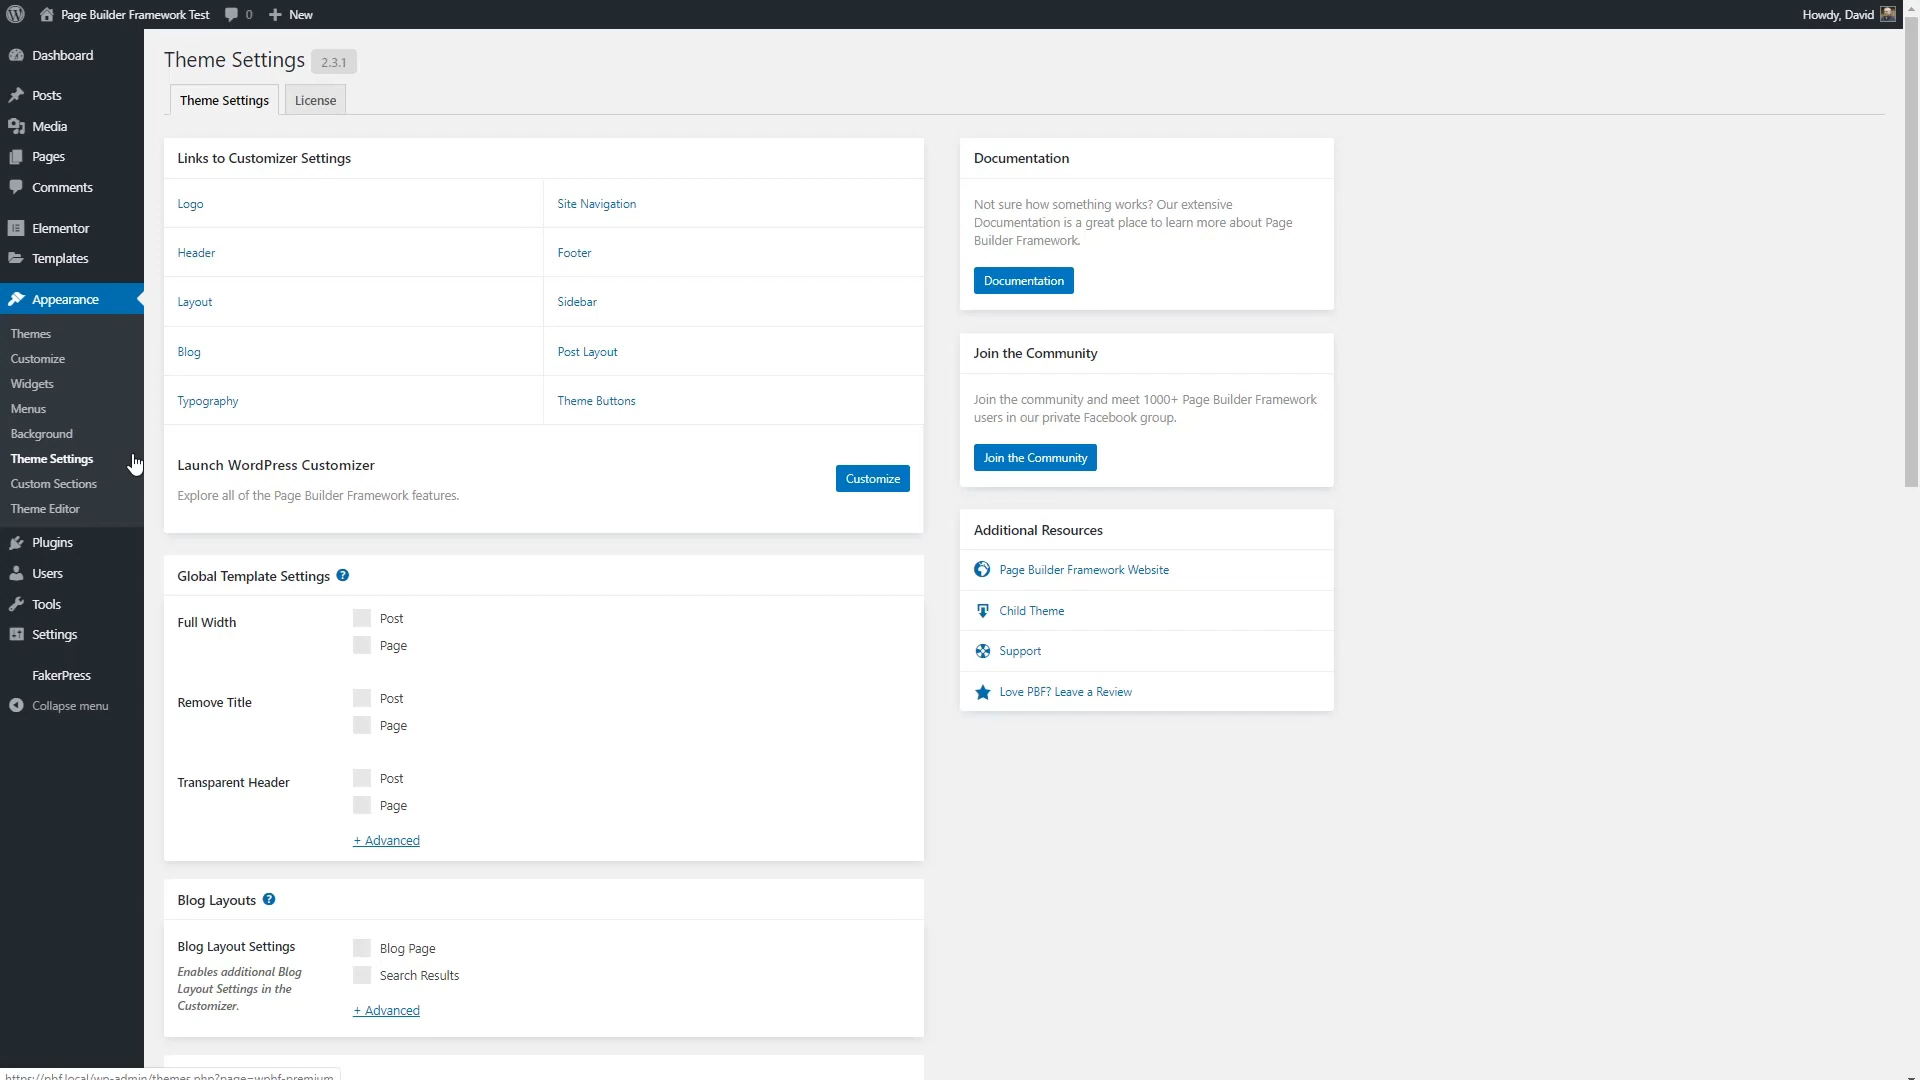 Page Builder Framework Test
0
New
Howdy, David
Dashboard
Posts
Media
Pages
Comments
Elementor
Templates
Appearance
Themes
Customize
Widgets
Menus
Background
Theme Settings
Custom Sections
Theme Editor
Plugins
Users
Tools
Settings
FakerPress
Collapse menu
Theme Settings 2.3.1
Theme Settings
License
Links to Customizer Settings
Logo
Site Navigation
Header
Footer
Layout
Sidebar
Blog
Post Layout
Typography
Theme Buttons
Launch WordPress Customizer
Explore all of the Page Builder Framework features.
Customize
Global Template Settings ?
Full Width
Post
Page
Remove Title
Post
Page
Transparent Header
Post
Page
+ Advanced
Blog Layouts ?
Blog Layout Settings
Enables additional Blog
Layout Settings in the
Customizer.
Blog Page
Search Results
+ Advanced
Documentation
Not sure how something works? Our extensive
Documentation is a great place to learn more about Page
Builder Framework.
Documentation
Join the Community
Join the community and meet 1000+ Page Builder Framework
users in our private Facebook group.
Join the Community
Additional Resources
Page Builder Framework Website
Child Theme
Support
Love PBF? Leave a Review
https://pbf.local/wp-admin/themes.php?page=wpbf-premium